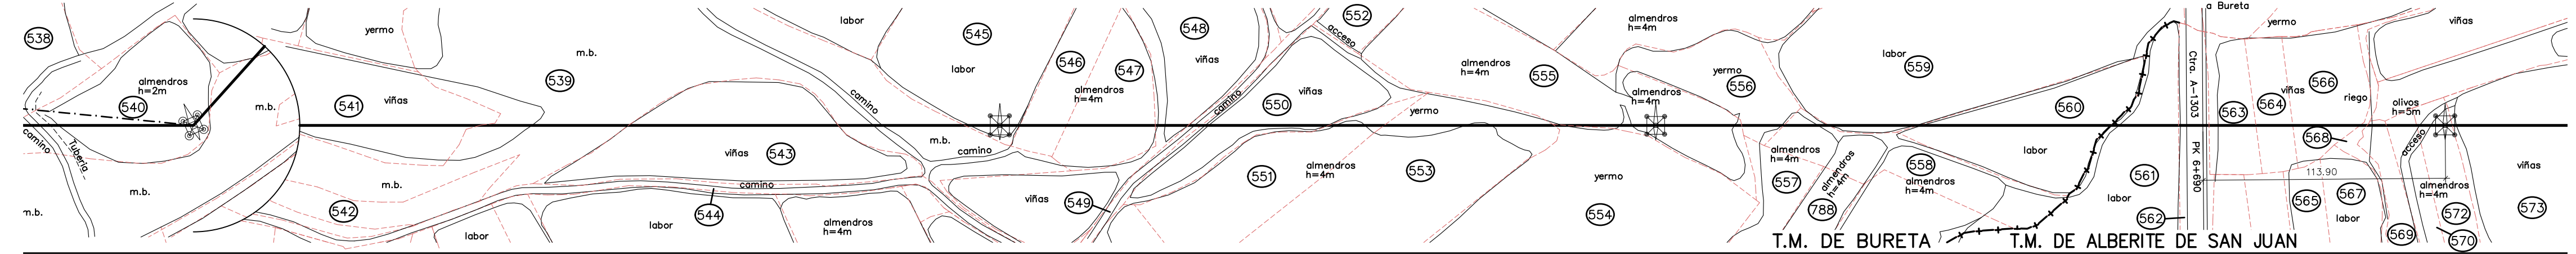 538
540
almendros
h=2m
camino
Tuberia
m.b.
m.b.
m.b.
yermo
541
viñas
m.b.
542
m.b.
539
labor
camino
viñas
543
camino
544
labor
labor
almendros
h=4m
545
labor
m.b.
camino
546
almendros
h=4m
547
548
viñas
camino
viñas
549
acceso
552
550
viñas
551
almendros
h=4m
yermo
553
almendros
h=4m
555
almendros
h=4m
almendros
h=4m
yermo
556
yermo
554
almendros
h=4m
557
almendros
h=4m
788
labor
559
558
almendros
h=4m
560
labor
561
labor
562
T.M. DE BURETA
T.M. DE ALBERITE DE SAN JUAN
Ctra. A-1303
PK 6+690
a Bureta
yermo
563
564
viñas
566
riego
568
113.90
565
567
labor
569
viñas
olivos
h=5m
acceso
almendros
h=4m
572
570
viñas
573